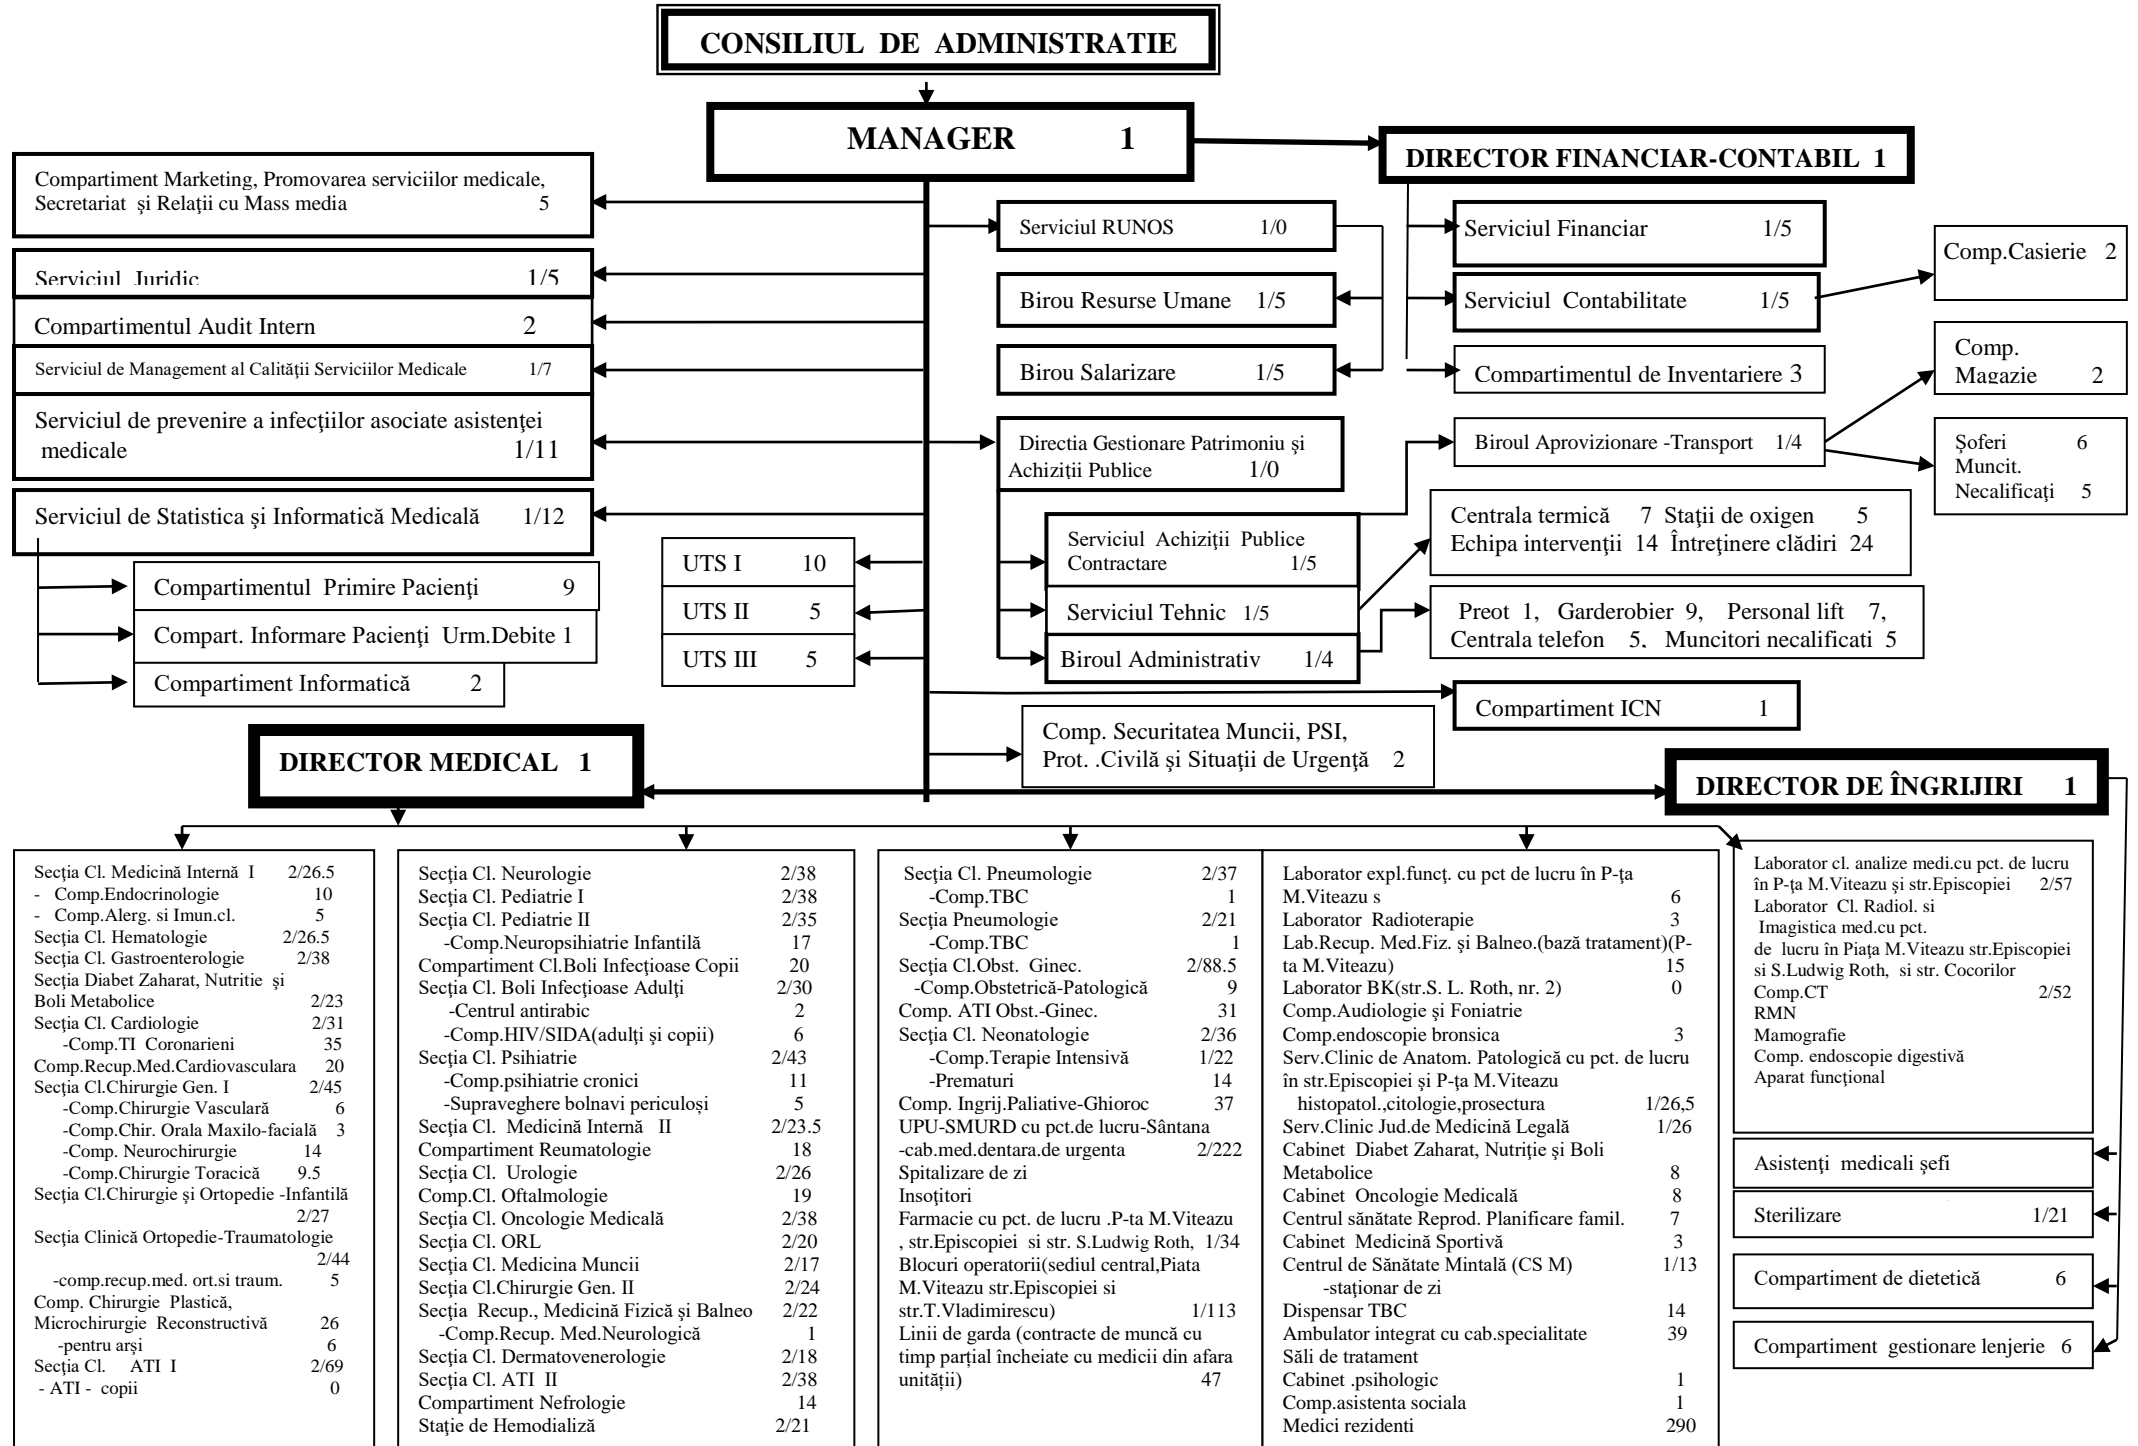 CONSILIUL DE ADMINISTRATIE
MANAGER 1
DIRECTOR FINANCIAR-CONTABIL 1
Compartiment Marketing, Promovarea serviciilor medicale,
Secretariat şi Relaţii cu Mass media 5
Serviciul Juridic 1/5
Compartimentul Audit Intern 2
Serviciul de Management al Calităţii Serviciilor Medicale 1/7
Serviciul de prevenire a infecţiilor asociate asistenţei
medicale 1/11
Serviciul de Statistica şi Informatică Medicală 1/12
Compartimentul Primire Pacienţi 9
Compart. Informare Pacienţi Urm.Debite 1
Compartiment Informatică 2
UTS I 10
UTS II 5
UTS III 5
Serviciul RUNOS 1/0
Birou Resurse Umane 1/5
Birou Salarizare 1/5
Directia Gestionare Patrimoniu şi
Achiziţii Publice 1/0
Serviciul Achiziţii Publice
Contractare 1/5
Serviciul Tehnic 1/5
Biroul Administrativ 1/4
Serviciul Financiar 1/5
Serviciul Contabilitate 1/5
Compartimentul de Inventariere 3
Biroul Aprovizionare -Transport 1/4
Comp.Casierie 2
Comp.
Magazie 2
Şoferi 6
Muncit.
Necalificaţi 5
Centrala termică 7 Staţii de oxigen 5
Echipa intervenţii 14 Întreţinere clădiri 24
Preot 1, Garderobier 9, Personal lift 7,
Centrala telefon 5, Muncitori necalificati 5
Compartiment ICN 1
Comp. Securitatea Muncii, PSI,
Prot. .Civilă şi Situaţii de Urgenţă 2
DIRECTOR MEDICAL 1
DIRECTOR DE ÎNGRIJIRI 1
Secţia Cl. Medicină Internă I 2/26.5
- Comp.Endocrinologie 10
- Comp.Alerg. si Imun.cl. 5
Secţia Cl. Hematologie 2/26.5
Secţia Cl. Gastroenterologie 2/38
Secţia Diabet Zaharat, Nutritie şi
Boli Metabolice 2/23
Secţia Cl. Cardiologie 2/31
-Comp.TI Coronarieni 35
Comp.Recup.Med.Cardiovasculara 20
Secţia Cl.Chirurgie Gen. I 2/45
-Comp.Chirurgie Vasculară 6
-Comp.Chir. Orala Maxilo-facială 3
-Comp. Neurochirurgie 14
-Comp.Chirurgie Toracică 9.5
Secţia Cl.Chirurgie şi Ortopedie -Infantilă
2/27
Secţia Clinică Ortopedie-Traumatologie
2/44
-comp.recup.med. ort.si traum. 5
Comp. Chirurgie Plastică,
Microchirurgie Reconstructivă 26
-pentru arşi 6
Secţia Cl. ATI I 2/69
- ATI - copii 0
Secţia Cl. Neurologie 2/38
Secţia Cl. Pediatrie I 2/38
Secţia Cl. Pediatrie II 2/35
-Comp.Neuropsihiatrie Infantilă 17
Compartiment Cl.Boli Infecţioase Copii 20
Secţia Cl. Boli Infecţioase Adulţi 2/30
-Centrul antirabic 2
-Comp.HIV/SIDA(adulţi şi copii) 6
Secţia Cl. Psihiatrie 2/43
-Comp.psihiatrie cronici 11
-Supraveghere bolnavi periculoşi 5
Secţia Cl. Medicină Internă II 2/23.5
Compartiment Reumatologie 18
Secţia Cl. Urologie 2/26
Comp.Cl. Oftalmologie 19
Secţia Cl. Oncologie Medicală 2/38
Secţia Cl. ORL 2/20
Secţia Cl. Medicina Muncii 2/17
Secţia Cl.Chirurgie Gen. II 2/24
Secţia Recup., Medicină Fizică şi Balneo 2/22
-Comp.Recup. Med.Neurologică 1
Secţia Cl. Dermatovenerologie 2/18
Secţia Cl. ATI II 2/38
Compartiment Nefrologie 14
Staţie de Hemodializă 2/21
Secţia Cl. Pneumologie 2/37
-Comp.TBC 1
Secţia Pneumologie 2/21
-Comp.TBC 1
Secţia Cl.Obst. Ginec. 2/88.5
-Comp.Obstetrică-Patologică 9
Comp. ATI Obst.-Ginec. 31
Secţia Cl. Neonatologie 2/36
-Comp.Terapie Intensivă 1/22
-Prematuri 14
Comp. Ingrij.Paliative-Ghioroc 37
UPU-SMURD cu pct.de lucru-Sântana
-cab.med.dentara.de urgenta 2/222
Spitalizare de zi
Insoţitori
Farmacie cu pct. de lucru .P-ta M.Viteazu
, str.Episcopiei si str. S.Ludwig Roth, 1/34
Blocuri operatorii(sediul central,Piata
M.Viteazu str.Episcopiei si
str.T.Vladimirescu) 1/113
Linii de garda (contracte de muncă cu
timp parţial încheiate cu medicii din afara
unităţii) 47
Laborator expl.funcţ. cu pct de lucru în P-ţa
M.Viteazu s 6
Laborator Radioterapie 3
Lab.Recup. Med.Fiz. şi Balneo.(bază tratament)(P-
ta M.Viteazu) 15
Laborator BK(str.S. L. Roth, nr. 2) 0
Comp.Audiologie şi Foniatrie
Comp.endoscopie bronsica 3
Serv.Clinic de Anatom. Patologică cu pct. de lucru
în str.Episcopiei şi P-ţa M.Viteazu
histopatol.,citologie,prosectura 1/26,5
Serv.Clinic Jud.de Medicină Legală 1/26
Cabinet Diabet Zaharat, Nutriţie şi Boli
Metabolice 8
Cabinet Oncologie Medicală 8
Centrul sănătate Reprod. Planificare famil. 7
Cabinet Medicină Sportivă 3
Centrul de Sănătate Mintală (CS M) 1/13
-staţionar de zi
Dispensar TBC 14
Ambulator integrat cu cab.specialitate 39
Săli de tratament
Cabinet .psihologic 1
Comp.asistenta sociala 1
Medici rezidenti 290
Laborator cl. analize medi.cu pct. de lucru
în P-ţa M.Viteazu şi str.Episcopiei 2/57
Laborator Cl. Radiol. si
Imagistica med.cu pct.
de lucru în Piaţa M.Viteazu str.Episcopiei
si S.Ludwig Roth, si str. Cocorilor
Comp.CT 2/52
RMN
Mamografie
Comp. endoscopie digestivă
Aparat funcţional
Asistenţi medicali şefi
Sterilizare 1/21
Compartiment de dietetică 6
Compartiment gestionare lenjerie 6